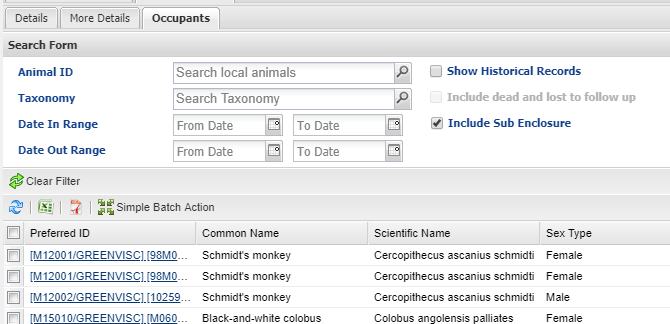 Details More Details Occupants
Search Form
Animal ID Search local animals Show Historical Records
Taxonomy Search Taxonomy Include dead and lost to follow up
Date In Range From Date To Date Include Sub Enclosure
Date Out Range From Date To Date
Clear Filter
Simple Batch Action
Preferred ID Common Name Scientific Name Sex Type
[M12001/GREENVISC] [98M0... Schmidt's monkey Cercopithecus ascanius schmidti Female
[M12001/GREENVISC] [98M0... Schmidt's monkey Cercopithecus ascanius schmidti Female
[M12002/GREENVISC] [10259... Schmidt's monkey Cercopithecus ascanius schmidti Male
[M15010/GREENVISC] [M060... Black-and-white colobus Colobus angolensis palliates Female